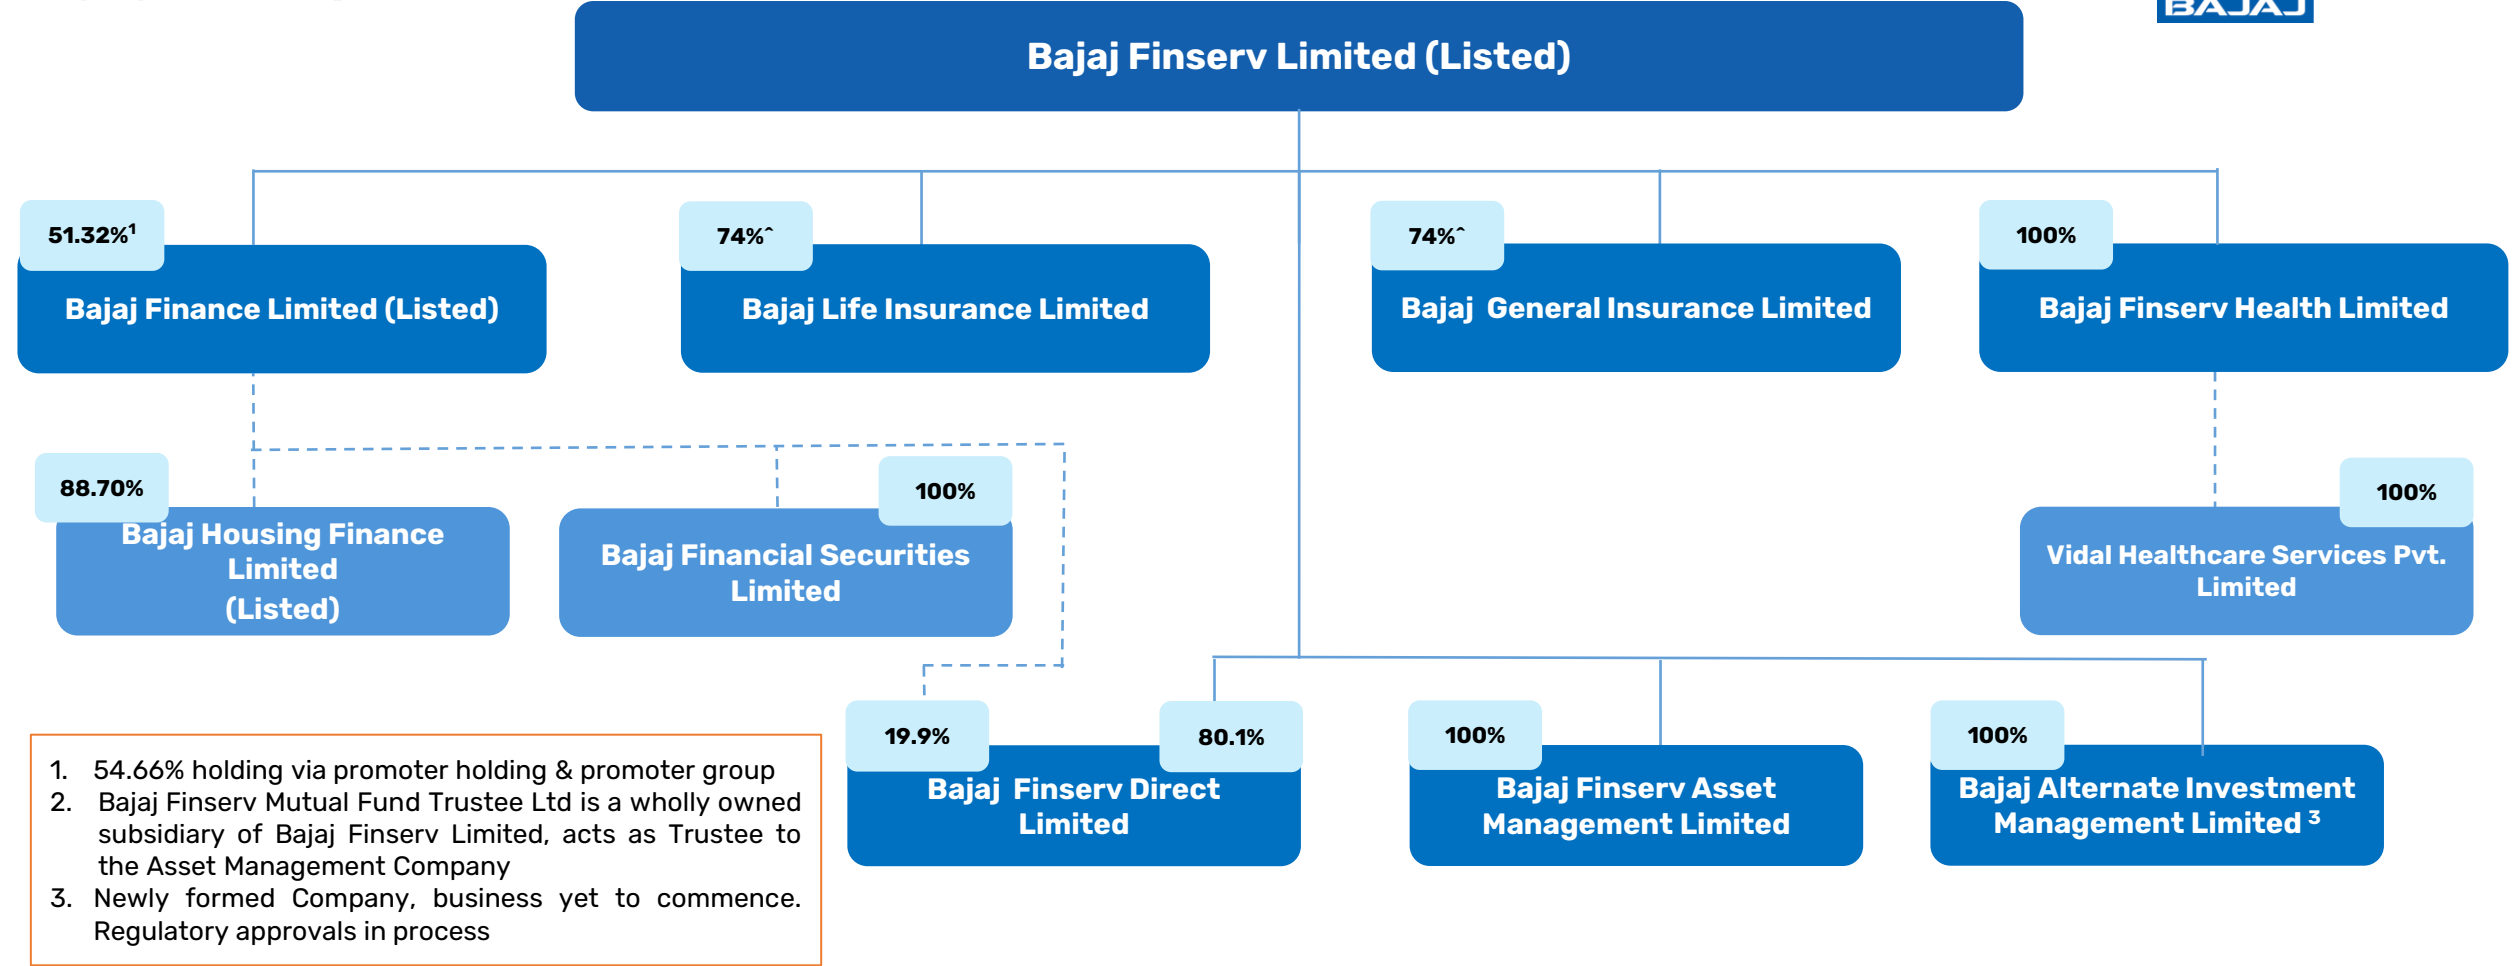 BAJAJ
Bajaj Finserv Limited (Listed)
51.32%¹
74%^
74%^
100%
Bajaj Finance Limited (Listed)
Bajaj Life Insurance Limited
Bajaj General Insurance Limited
Bajaj Finserv Health Limited
88.70%
100%
100%
Bajaj Housing Finance
Limited
(Listed)
Bajaj Financial Securities
Limited
Vidal Healthcare Services Pvt.
Limited
19.9%
80.1%
100%
100%
Bajaj Finserv Direct
Limited
Bajaj Finserv Asset
Management Limited
Bajaj Alternate Investment
Management Limited ³
1. 54.66% holding via promoter holding & promoter group
2. Bajaj Finserv Mutual Fund Trustee Ltd is a wholly owned
subsidiary of Bajaj Finserv Limited, acts as Trustee to
the Asset Management Company
3. Newly formed Company, business yet to commence.
Regulatory approvals in process